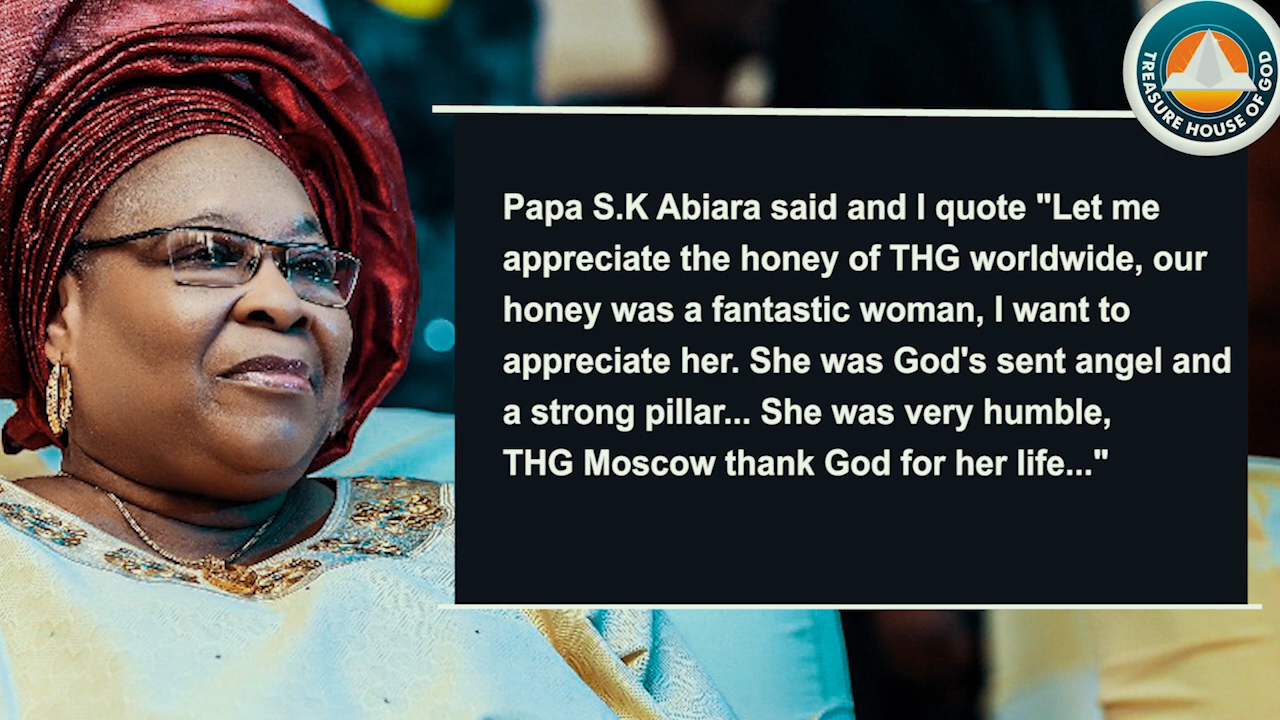 TREASURE HOUSE OF GOD
Papa S.K Abiara said and I quote "Let me
appreciate the honey of THG worldwide, our
honey was a fantastic woman, I want to
appreciate her. She was God's sent angel and
a strong pillar... She was very humble,
THG Moscow thank God for her life..."